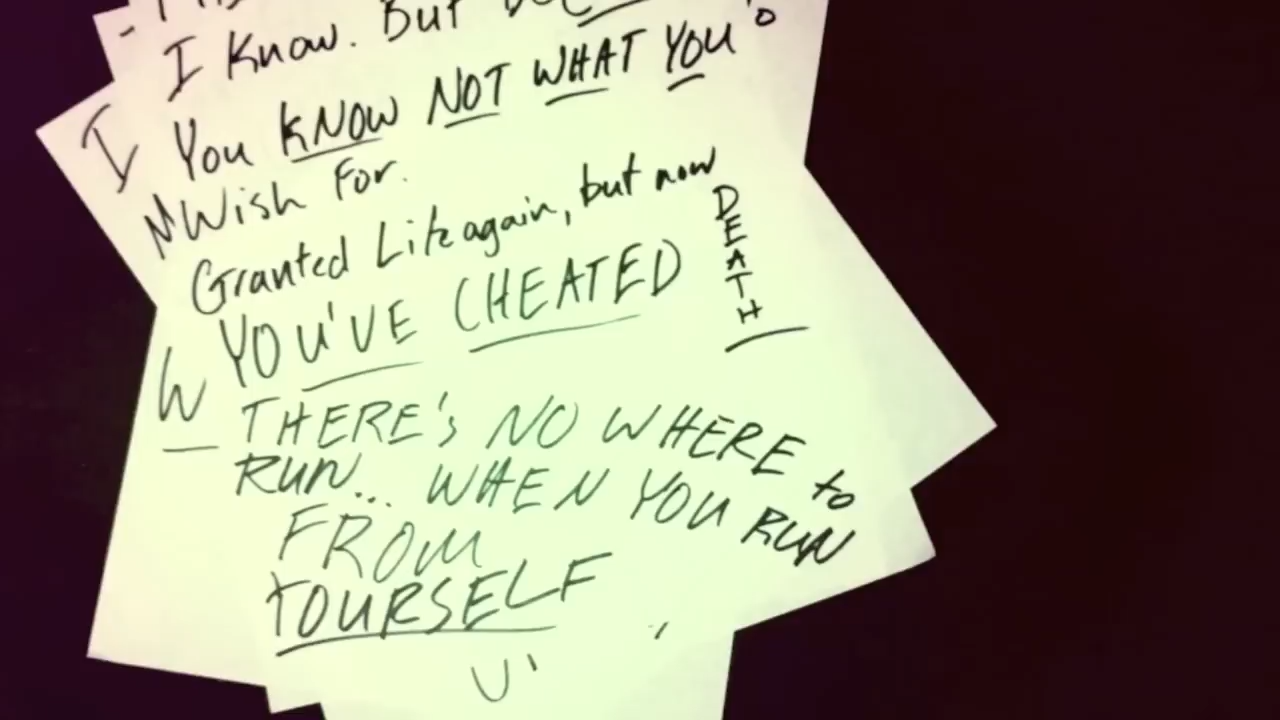 I Know. But
You KNOW NOT WHAT YOU
Wish For.
Granted Life again, but now
YOU'VE CHEATED DEATH
THERE'S NO WHERE to
RUN... WHEN YOU RUN
FROM
YOURSELF